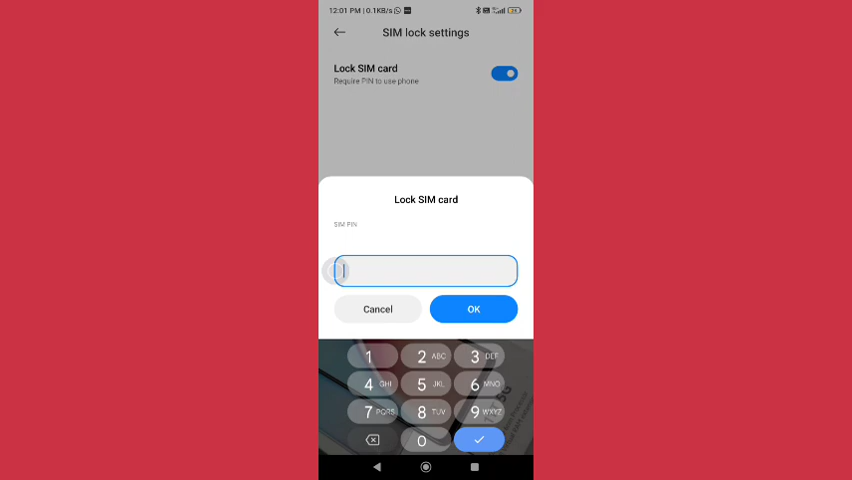 12:01 PM | 0.1KB/s
SIM lock settings
Lock SIM card
Require PIN to use phone
Lock SIM card
SIM PIN
Cancel
OK
1 2 ABC 3 DEF
4 GHI 5 JKL 6 MNO
7 PQRS 8 TUV 9 WXYZ
0